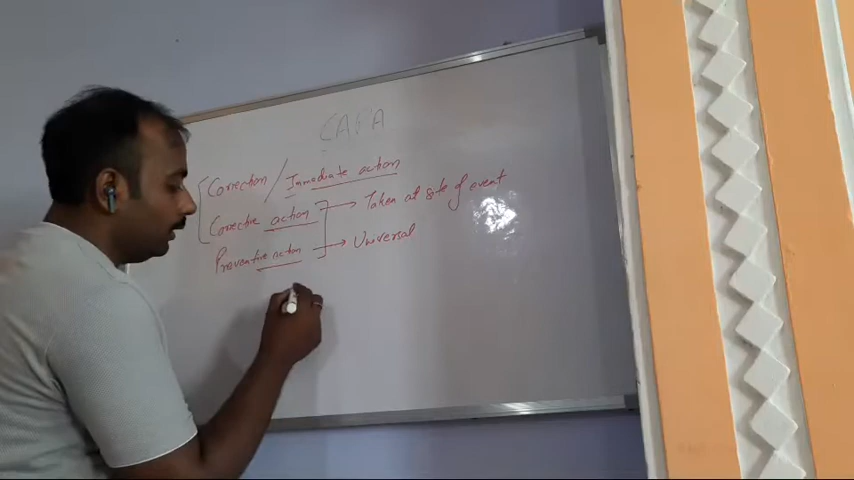 CAPA
Correction / Immediate action
Corrective action → Taken at site of event
Preventive action → Universal